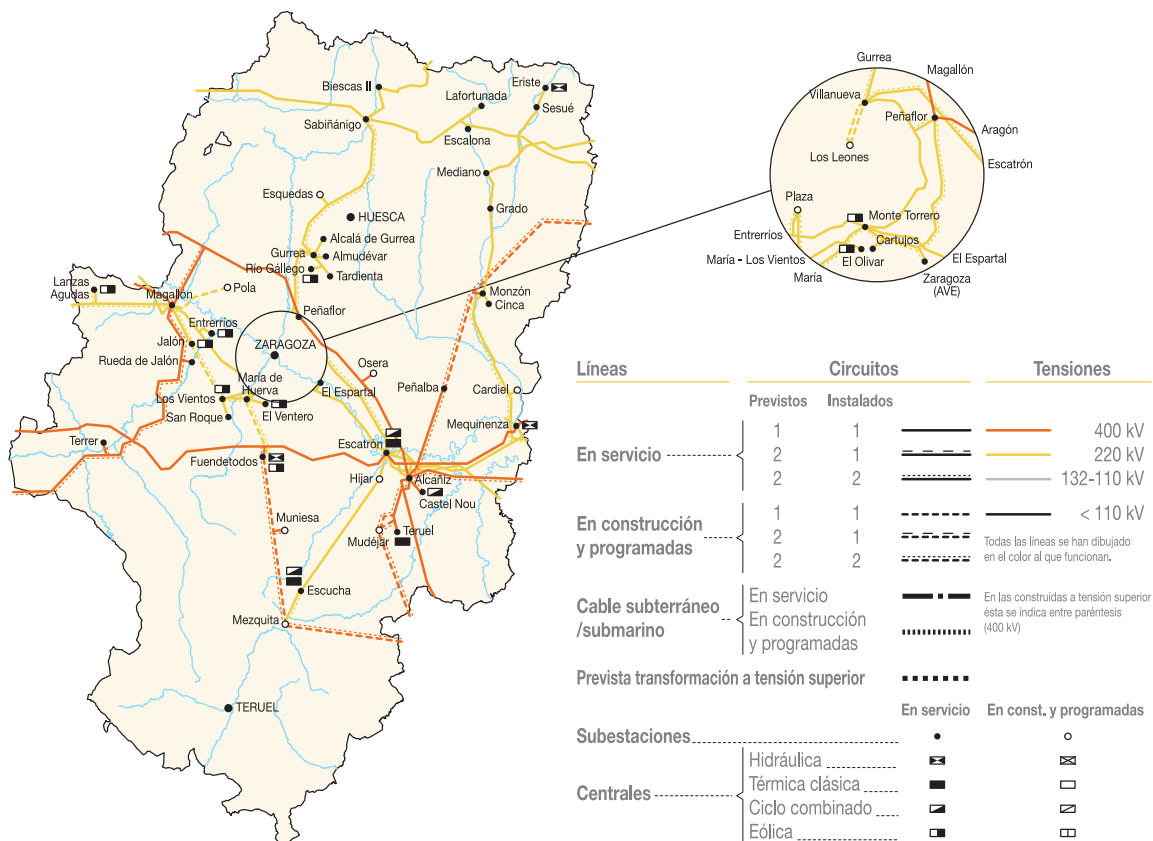 Biescas II
Eriste
Lafortunada
Sesué
Sabiñánigo
Escalona
Mediano
Esquedas
Grado
HUESCA
Alcalá de Gurrea
Gurrea
Almudévar
Río Gállego
Tardienta
Lanzas
Agudas
Magallón
Pola
Monzón
Cinca
Peñaflor
Entrerríos
Jalón
ZARAGOZA
Rueda de Jalón
Osera
María de
Huerva
El Espartal
Peñalba
Cardiel
Los Vientos
San Roque
El Ventero
Mequinenza
Terrer
Escatrón
Fuendetodos
Híjar
Alcañiz
Castel Nou
Muniesa
Mudéjar
Teruel
Escucha
Mezquita
TERUEL
Gurrea
Magallón
Villanueva
Peñaflor
Aragón
Los Leones
Escatrón
Plaza
Monte Torrero
Entrerríos
Cartujos
María - Los Vientos
El Olivar
El Espartal
María
Zaragoza
(AVE)
Líneas Circuitos Tensiones
Previstos Instalados
1 1 400 kV
En servicio 2 1 220 kV
2 2 132-110 kV
En construcción
y programadas
1 1 < 110 kV
2 1
2 2
Todas las líneas se han dibujado
en el color al que funcionan.
Cable subterráneo
/submarino
En servicio
En construcción
y programadas
En las construídas a tensión superior
ésta se indica entre paréntesis
(400 kV)
Prevista transformación a tensión superior
En servicio En const. y programadas
Subestaciones
Centrales
Hidráulica
Térmica clásica
Ciclo combinado
Eólica